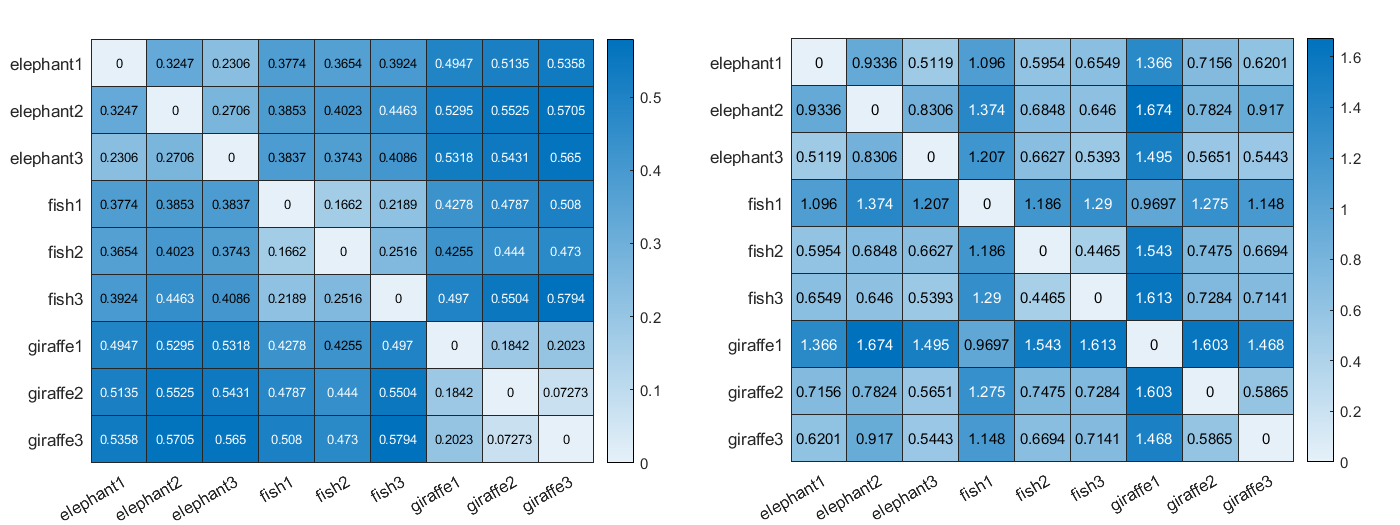 elephant1 0 0.3247 0.2306 0.3774 0.3654 0.3924 0.4947 0.5135 0.5358
elephant2 0.3247 0 0.2706 0.3853 0.4023 0.4463 0.5295 0.5525 0.5705
elephant3 0.2306 0.2706 0 0.3837 0.3743 0.4086 0.5318 0.5431 0.565
fish1 0.3774 0.3853 0.3837 0 0.1662 0.2189 0.4278 0.4787 0.508
fish2 0.3654 0.4023 0.3743 0.1662 0 0.2516 0.4255 0.444 0.473
fish3 0.3924 0.4463 0.4086 0.2189 0.2516 0 0.497 0.5504 0.5794
giraffe1 0.4947 0.5295 0.5318 0.4278 0.4255 0.497 0 0.1842 0.2023
giraffe2 0.5135 0.5525 0.5431 0.4787 0.444 0.5504 0.1842 0 0.07273
giraffe3 0.5358 0.5705 0.565 0.508 0.473 0.5794 0.2023 0.07273 0
elephant1 elephant2 elephant3 fish1 fish2 fish3 giraffe1 giraffe2 giraffe3
0.5
0.4
0.3
0.2
0.1
0
elephant1 0 0.9336 0.5119 1.096 0.5954 0.6549 1.366 0.7156 0.6201
elephant2 0.9336 0 0.8306 1.374 0.6848 0.646 1.674 0.7824 0.917
elephant3 0.5119 0.8306 0 1.207 0.6627 0.5393 1.495 0.5651 0.5443
fish1 1.096 1.374 1.207 0 1.186 1.29 0.9697 1.275 1.148
fish2 0.5954 0.6848 0.6627 1.186 0 0.4465 1.543 0.7475 0.6694
fish3 0.6549 0.646 0.5393 1.29 0.4465 0 1.613 0.7284 0.7141
giraffe1 1.366 1.674 1.495 0.9697 1.543 1.613 0 1.603 1.468
giraffe2 0.7156 0.7824 0.5651 1.275 0.7475 0.7284 1.603 0 0.5865
giraffe3 0.6201 0.917 0.5443 1.148 0.6694 0.7141 1.468 0.5865 0
elephant1 elephant2 elephant3 fish1 fish2 fish3 giraffe1 giraffe2 giraffe3
1.6
1.4
1.2
1
0.8
0.6
0.4
0.2
0